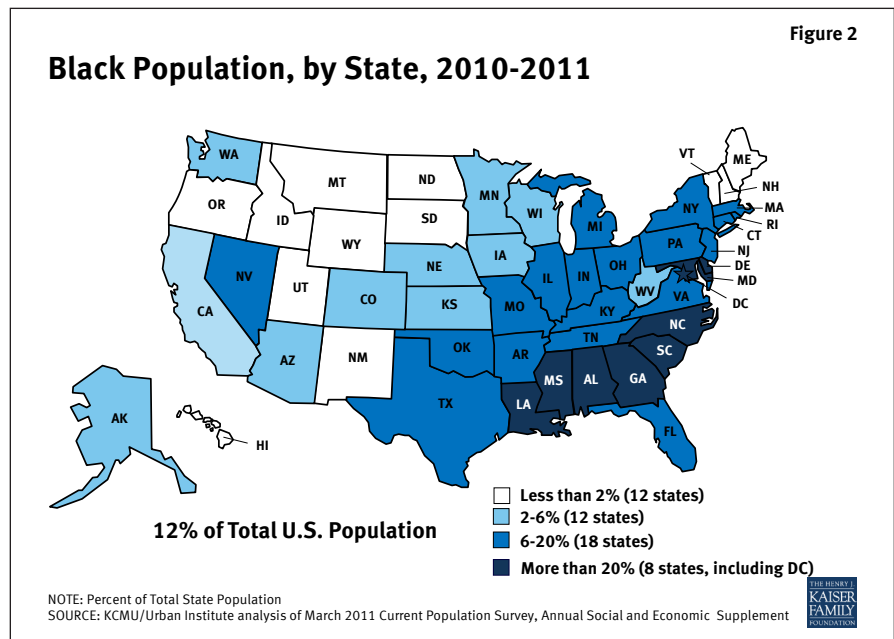 Figure 2
Black Population, by State, 2010-2011
WA
MT
ND
MN
VT
ME
OR
ID
SD
WI
MI
NY
NH
MA
WY
RI
CT
NV
NE
IA
PA
NJ
UT
CO
IL
IN
OH
DE
CA
KS
MO
WV
VA
MD
KY
DC
AZ
NM
OK
AR
TN
NC
SC
TX
LA
MS
AL
GA
AK
FL
HI
Less than 2% (12 states)
2-6% (12 states)
12% of Total U.S. Population
6-20% (18 states)
More than 20% (8 states, including DC)
NOTE: Percent of Total State Population
SOURCE: KCMU/Urban Institute analysis of March 2011 Current Population Survey, Annual Social and Economic Supplement
THE HENRY J.
KAISER
FAMILY
FOUNDATION